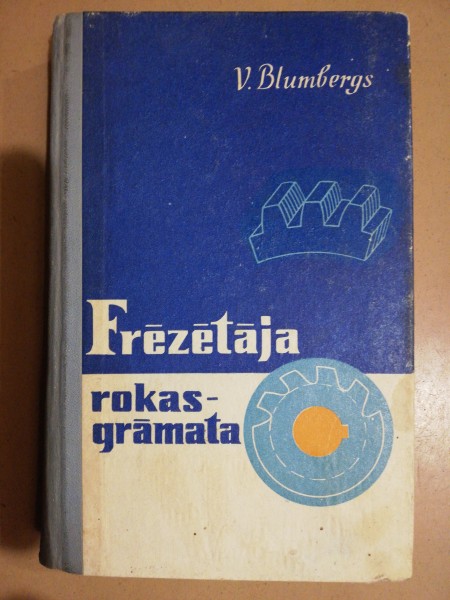 V. Blumbergs
Frēzētāja
rokas-
grāmata